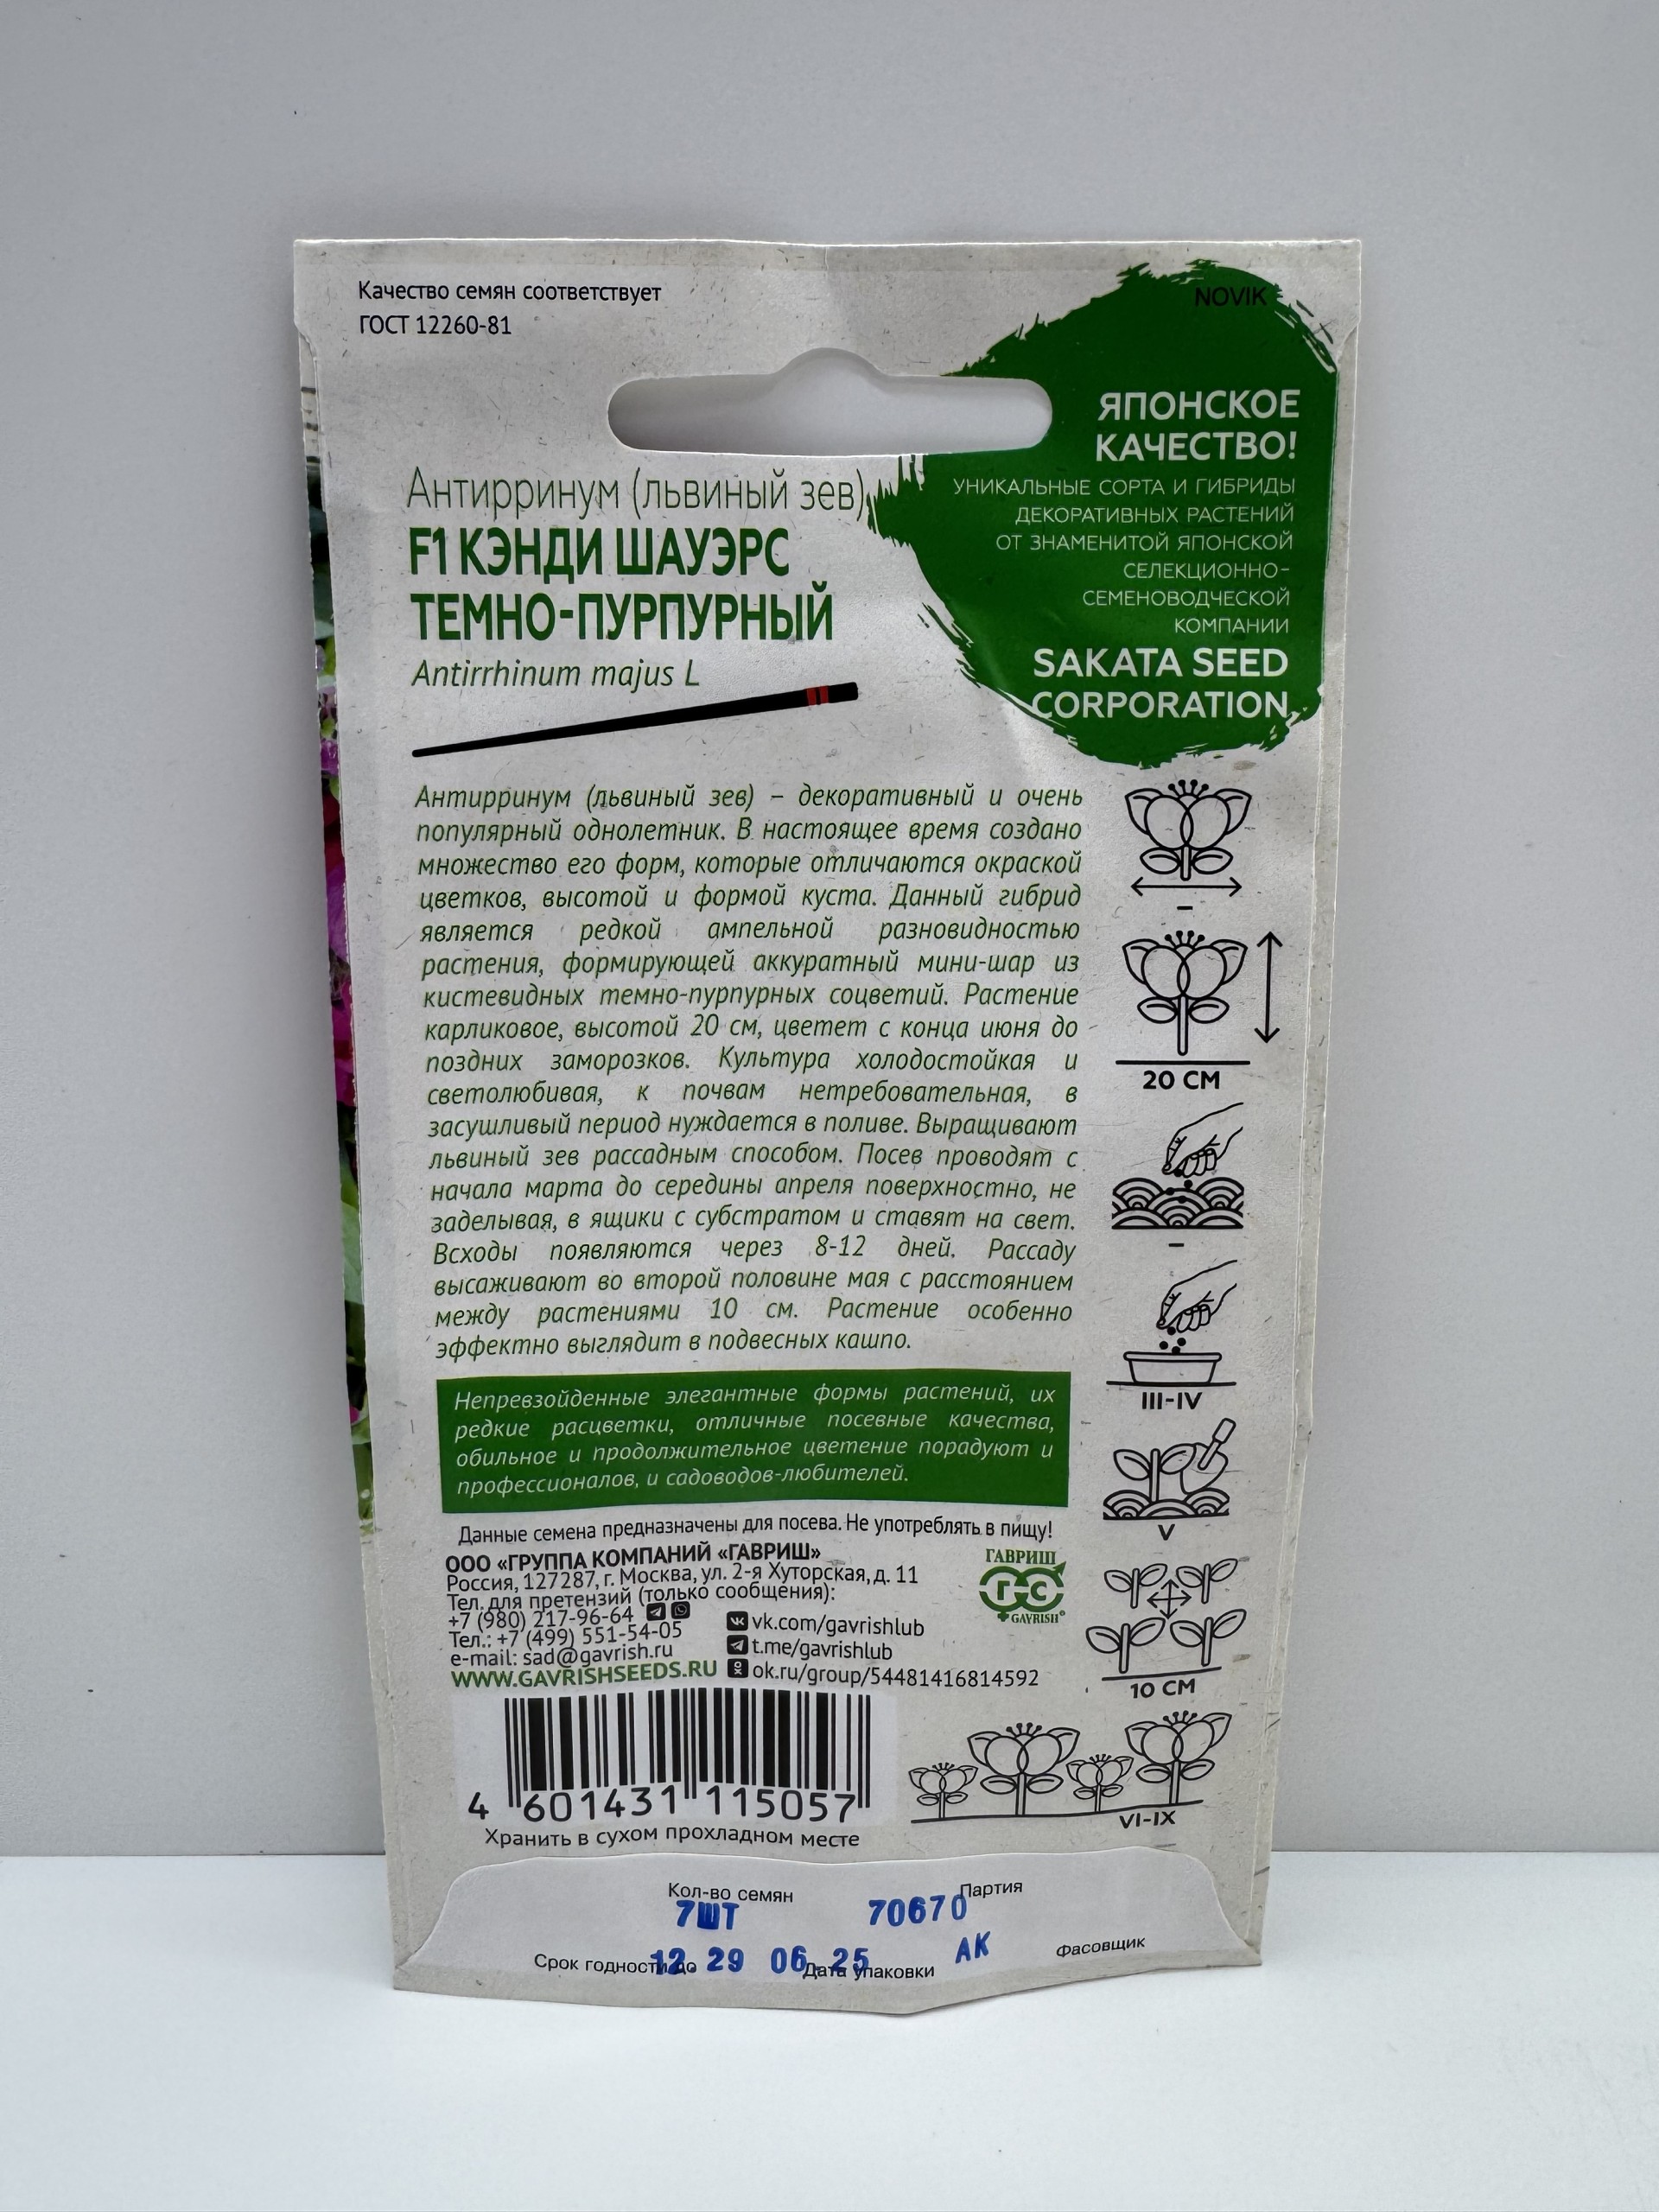 Качество семян соответствует
ГОСТ 12260-81
NOVIK
ЯПОНСКОЕ
КАЧЕСТВО!
УНИКАЛЬНЫЕ СОРТА И ГИБРИДЫ
ДЕКОРАТИВНЫХ РАСТЕНИЙ
ОТ ЗНАМЕНИТОЙ ЯПОНСКОЙ
СЕЛЕКЦИОННО-
СЕМЕНОВОДЧЕСКОЙ
КОМПАНИИ
SAKATA SEED
CORPORATION
Антирринум (львиный зев)
F1 КЭНДИ ШАУЭРС
ТЕМНО-ПУРПУРНЫЙ
Antirrhinum majus L
Антирринум (львиный зев) – декоративный и очень
популярный однолетник. В настоящее время создано
множество его форм, которые отличаются окраской
цветков, высотой и формой куста. Данный гибрид
является редкой ампельной разновидностью
растения, формирующей аккуратный мини-шар из
кистевидных темно-пурпурных соцветий. Растение
карликовое, высотой 20 см, цветет с конца июня до
поздних заморозков. Культура холодостойкая и
светолюбивая, к почвам нетребовательная, в
засушливый период нуждается в поливе. Выращивают
львиный зев рассадным способом. Посев проводят с
начала марта до середины апреля поверхностно, не
заделывая, в ящики с субстратом и ставят на свет.
Всходы появляются через 8-12 дней. Рассаду
высаживают во второй половине мая с расстоянием
между растениями 10 см. Растение особенно
эффектно выглядит в подвесных кашпо.
–
20 СМ
–
III-IV
V
10 СМ
VI-IX
Непревзойденные элегантные формы растений, их
редкие расцветки, отличные посевные качества,
обильное и продолжительное цветение порадуют и
профессионалов, и садоводов-любителей.
Данные семена предназначены для посева. Не употреблять в пищу!
ООО «ГРУППА КОМПАНИЙ «ГАВРИШ»
Россия, 127287, г. Москва, ул. 2-я Хуторская, д. 11
Тел. для претензий (только сообщения):
+7 (980) 217-96-64
Тел.: +7 (499) 551-54-05
e-mail: sad@gavrish.ru
WWW.GAVRISHSEEDS.RU
vk.com/gavrishlub
t.me/gavrishlub
ok.ru/group/54481416814592
ГАВРИШ
ГС
GAVRISH®
4 601431 115057
Хранить в сухом прохладном месте
Кол-во семян
Партия
7ШТ 70670
Срок годности до 12.29 06.25 АК
Дата упаковки
Фасовщик